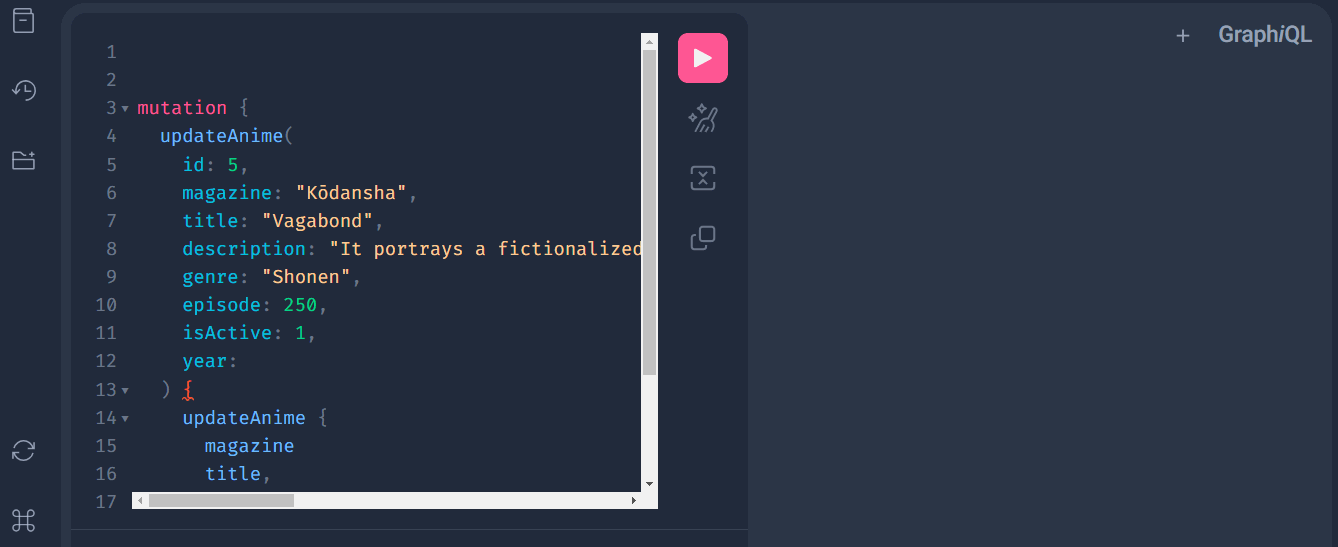 GraphiQL
1
2
3 mutation {
4 updateAnime(
5 id: 5,
6 magazine: "Kōdansha",
7 title: "Vagabond",
8 description: "It portrays a fictionalized
9 genre: "Shonen",
10 episode: 250,
11 isActive: 1,
12 year:
13 ) {
14 updateAnime {
15 magazine
16 title,
17